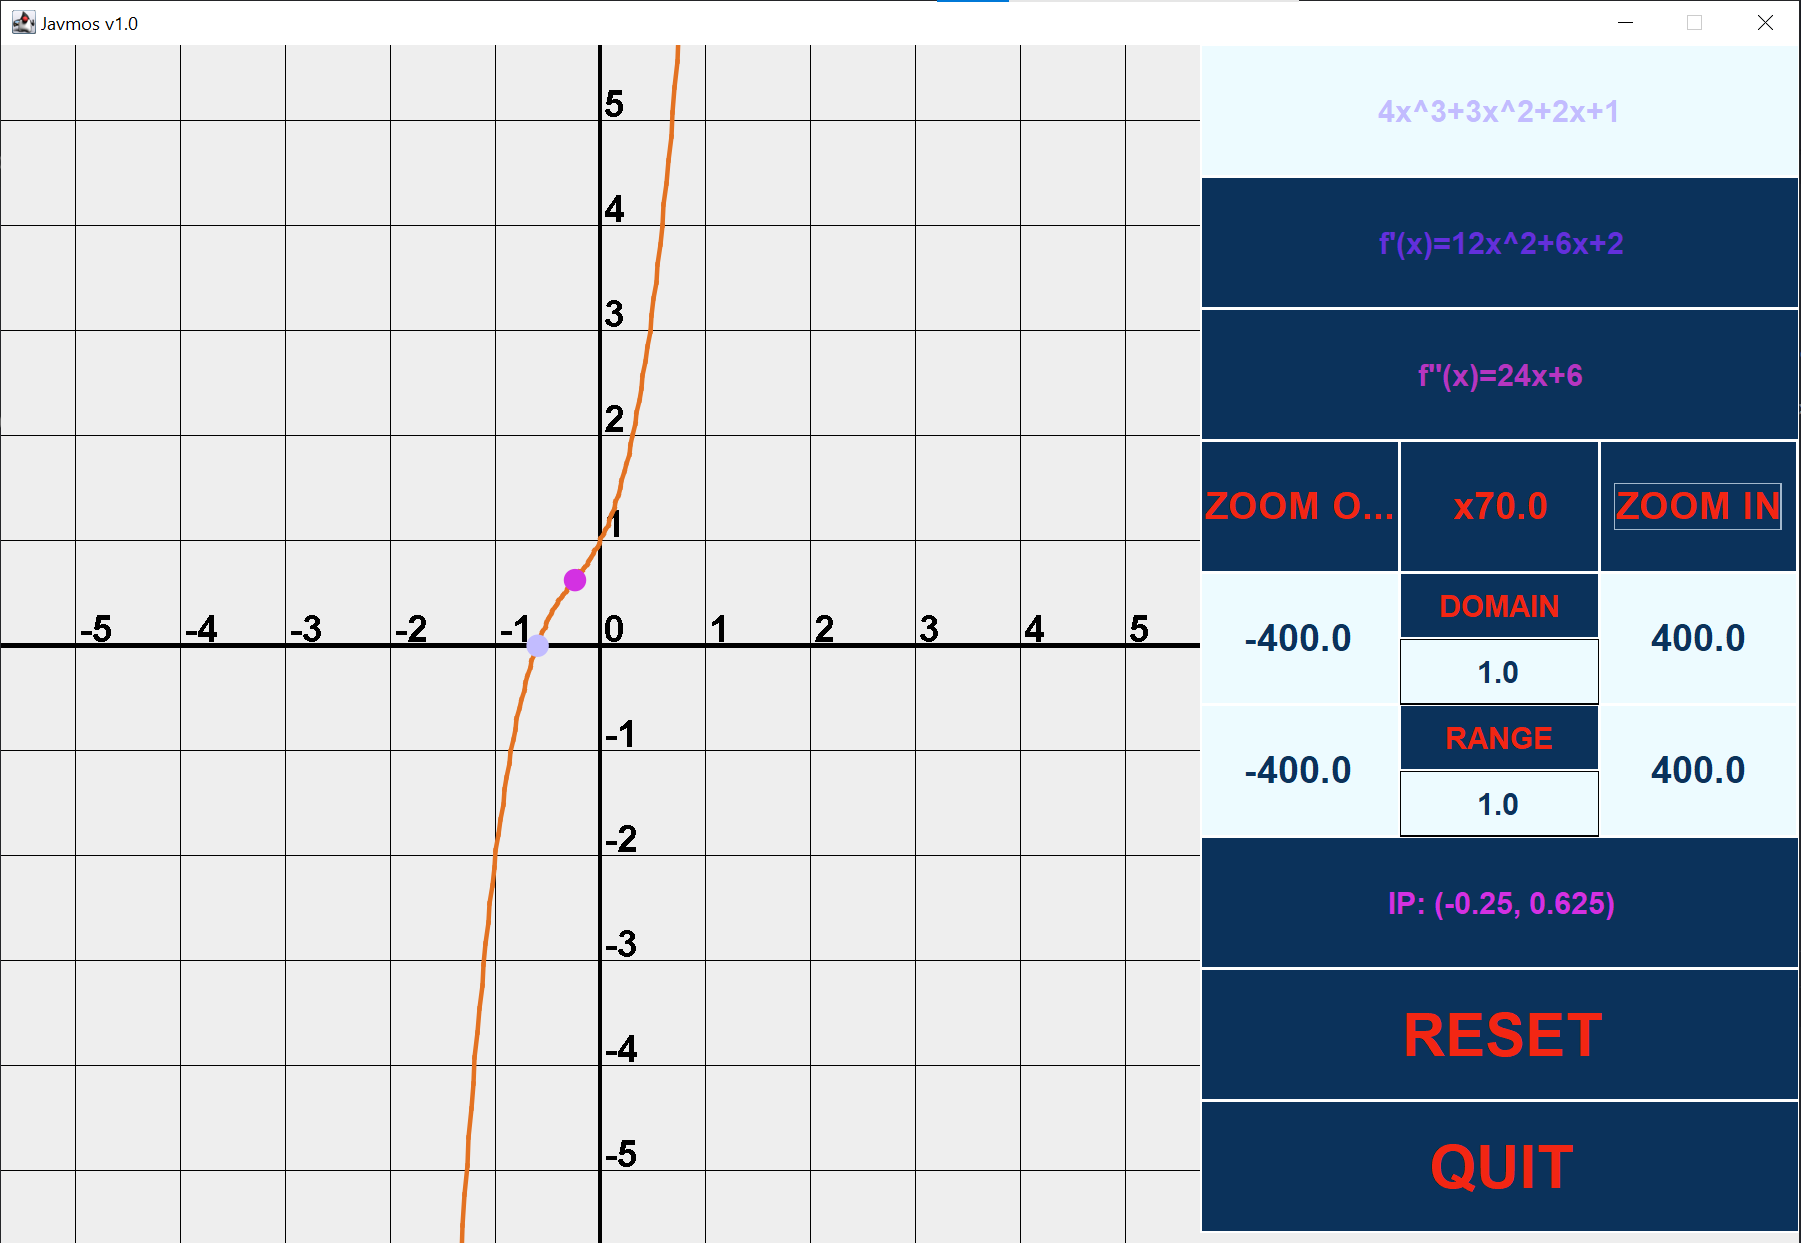 Javmos v1.0
5
4
3
2
1
-5 -4 -3 -2 -1 0 1 2 3 4 5
-1
-2
-3
-4
-5
4x^3+3x^2+2x+1
f'(x)=12x^2+6x+2
f"(x)=24x+6
ZOOM O... x70.0 ZOOM IN
DOMAIN
-400.0 1.0 400.0
RANGE
-400.0 1.0 400.0
IP: (-0.25, 0.625)
RESET
QUIT